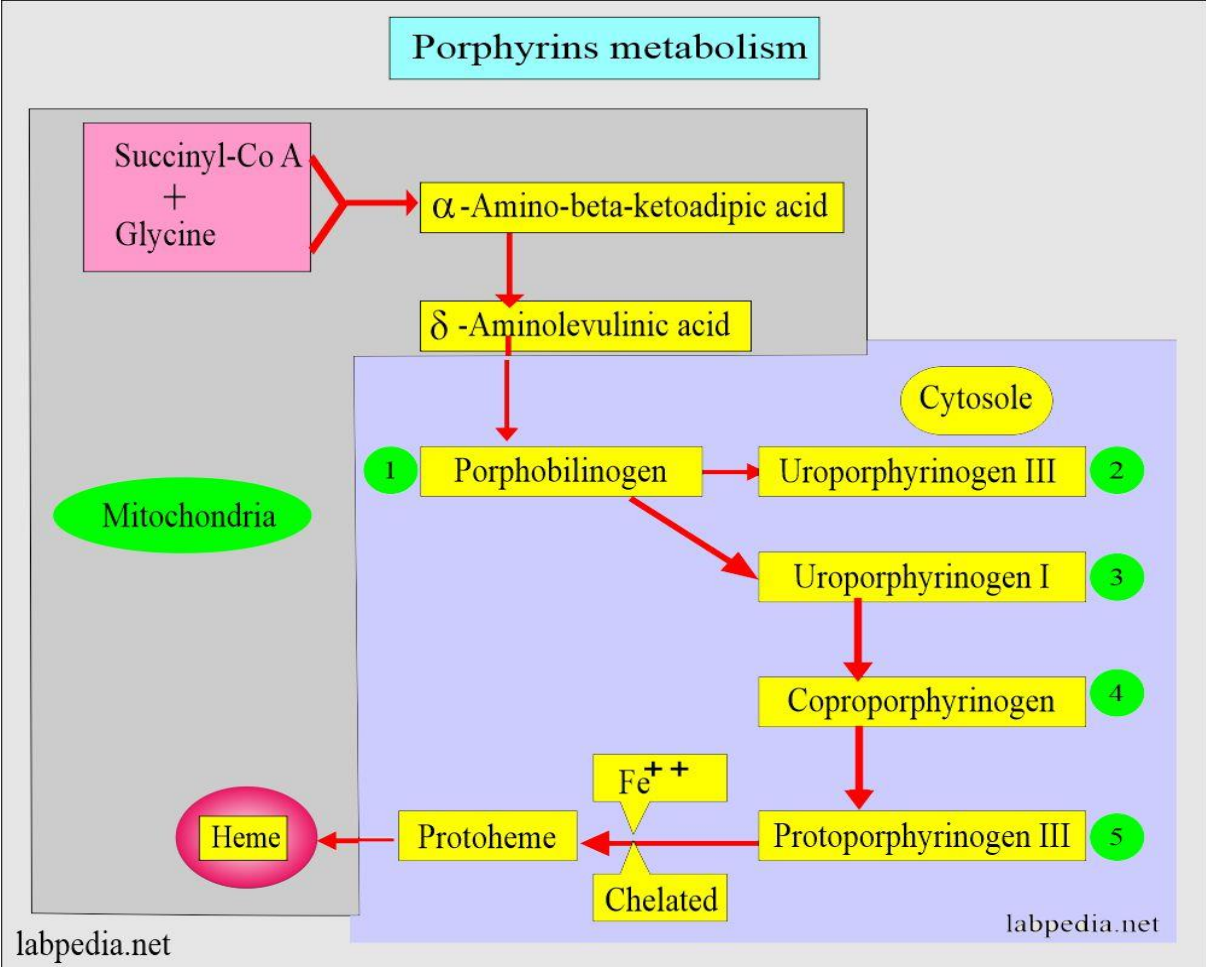 Porphyrins metabolism
Succinyl-Co A
+
Glycine
α-Amino-beta-ketoadipic acid
δ-Aminolevulinic acid
Cytosole
1
Porphobilinogen
Uroporphyrinogen III
2
Mitochondria
Uroporphyrinogen I
3
Coproporphyrinogen
4
Fe++
Heme
Protoheme
Protoporphyrinogen III
5
Chelated
labpedia.net
labpedia.net